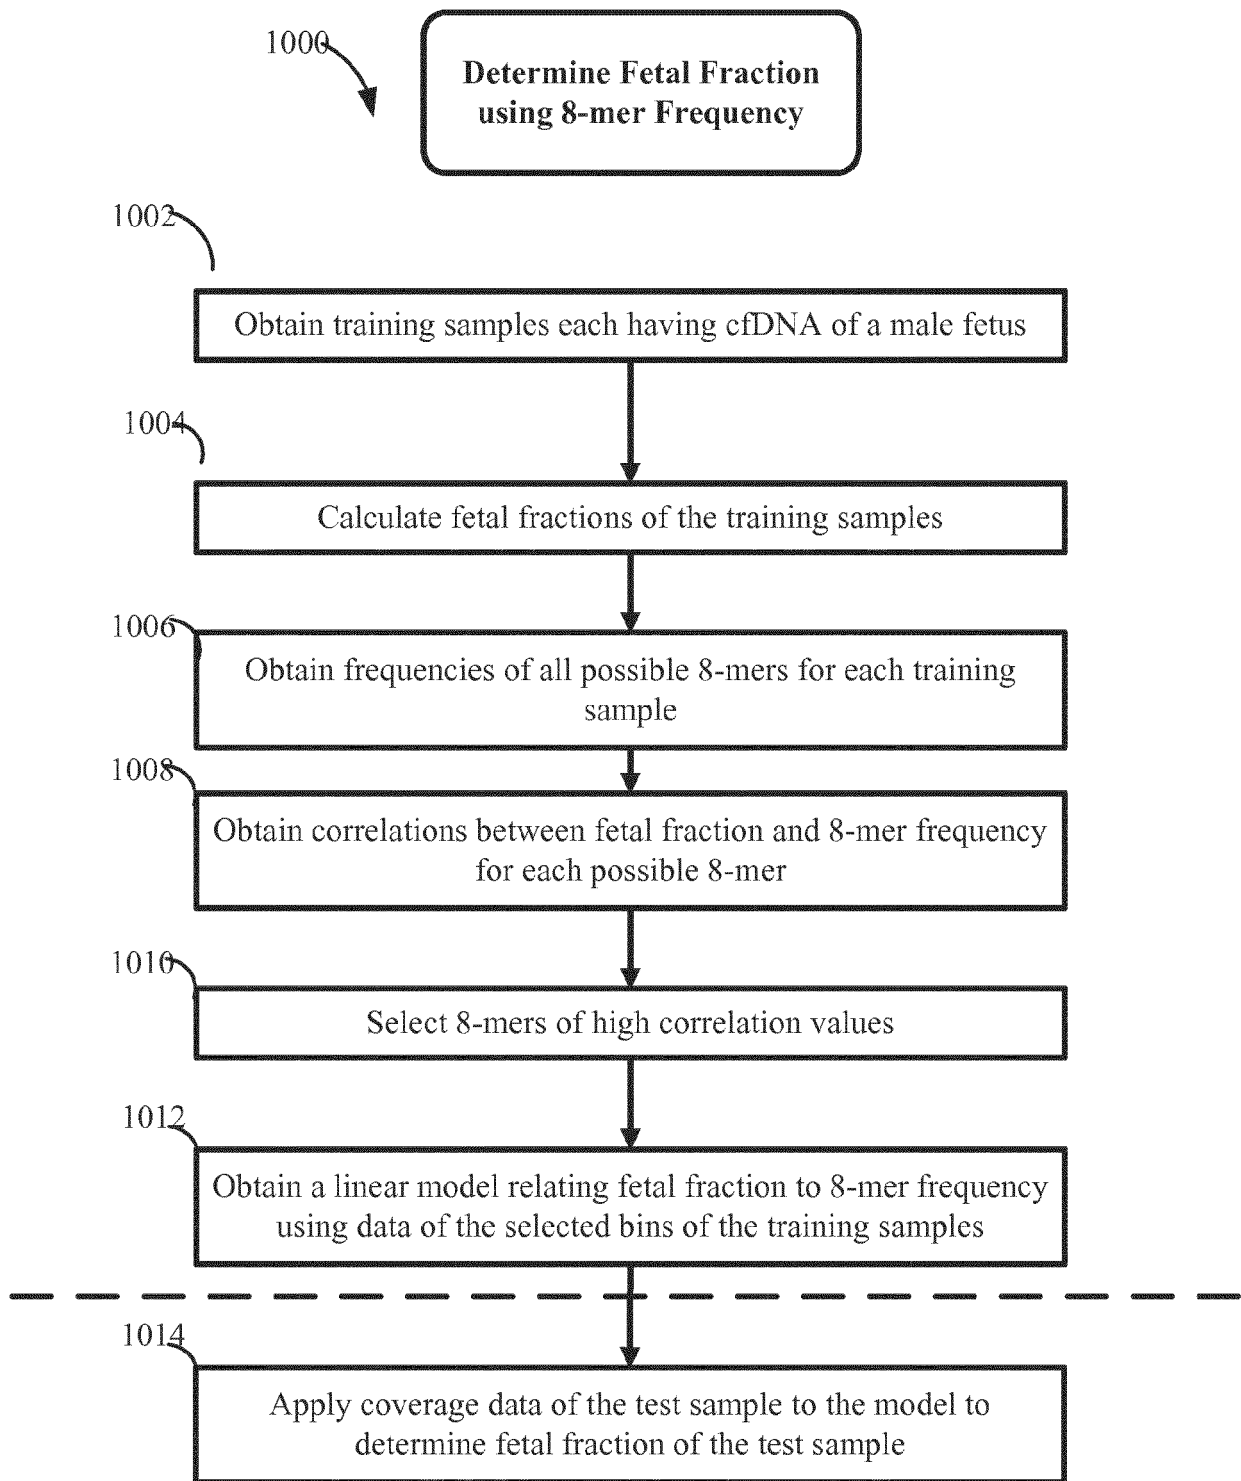 1000
Determine Fetal Fraction
using 8-mer Frequency
1002
Obtain training samples each having cfDNA of a male fetus
1004
Calculate fetal fractions of the training samples
1006
Obtain frequencies of all possible 8-mers for each training
sample
1008
Obtain correlations between fetal fraction and 8-mer frequency
for each possible 8-mer
1010
Select 8-mers of high correlation values
1012
Obtain a linear model relating fetal fraction to 8-mer frequency
using data of the selected bins of the training samples
1014
Apply coverage data of the test sample to the model to
determine fetal fraction of the test sample